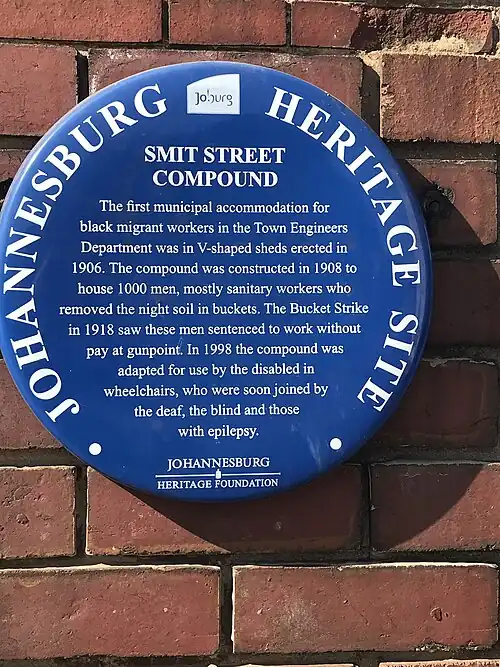 Joburg
JOHANNESBURG HERITAGE SITE
SMIT STREET
COMPOUND
The first municipal accommodation for
black migrant workers in the Town Engineers
Department was in V-shaped sheds erected in
1906. The compound was constructed in 1908 to
house 1000 men, mostly sanitary workers who
removed the night soil in buckets. The Bucket Strike
in 1918 saw these men sentenced to work without
pay at gunpoint. In 1998 the compound was
adapted for use by the disabled in
wheelchairs, who were soon joined by
the deaf, the blind and those
with epilepsy.
JOHANNESBURG
HERITAGE FOUNDATION